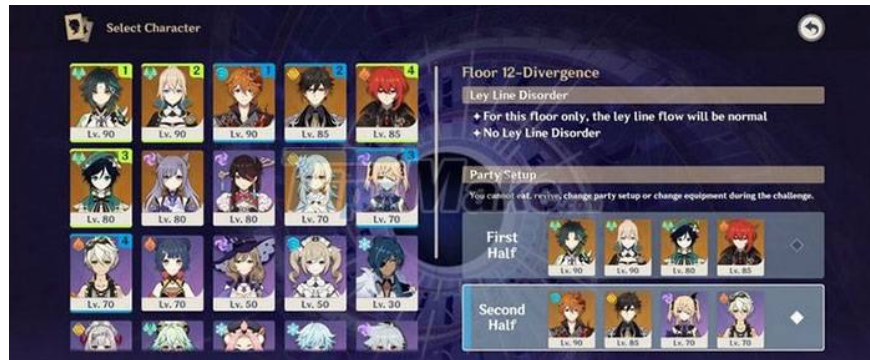 Select Character
1
2
1
2
4
Lv. 90
Lv. 90
Lv. 90
Lv. 85
Lv. 85
3
3
Lv. 80
Lv. 80
Lv. 80
Lv. 70
Lv. 70
4
Lv. 70
Lv. 70
Lv. 50
Lv. 50
Lv. 30
Floor 12-Divergence
Ley Line Disorder
✦ For this floor only, the ley line flow will be normal
✦ No Ley Line Disorder
Party Setup
You cannot eat, revive, change party setup or change equipment during the challenge.
First
Half
Lv. 90 Lv. 90 Lv. 80 Lv. 85
Second
Half
Lv. 90 Lv. 85 Lv. 70 Lv. 70